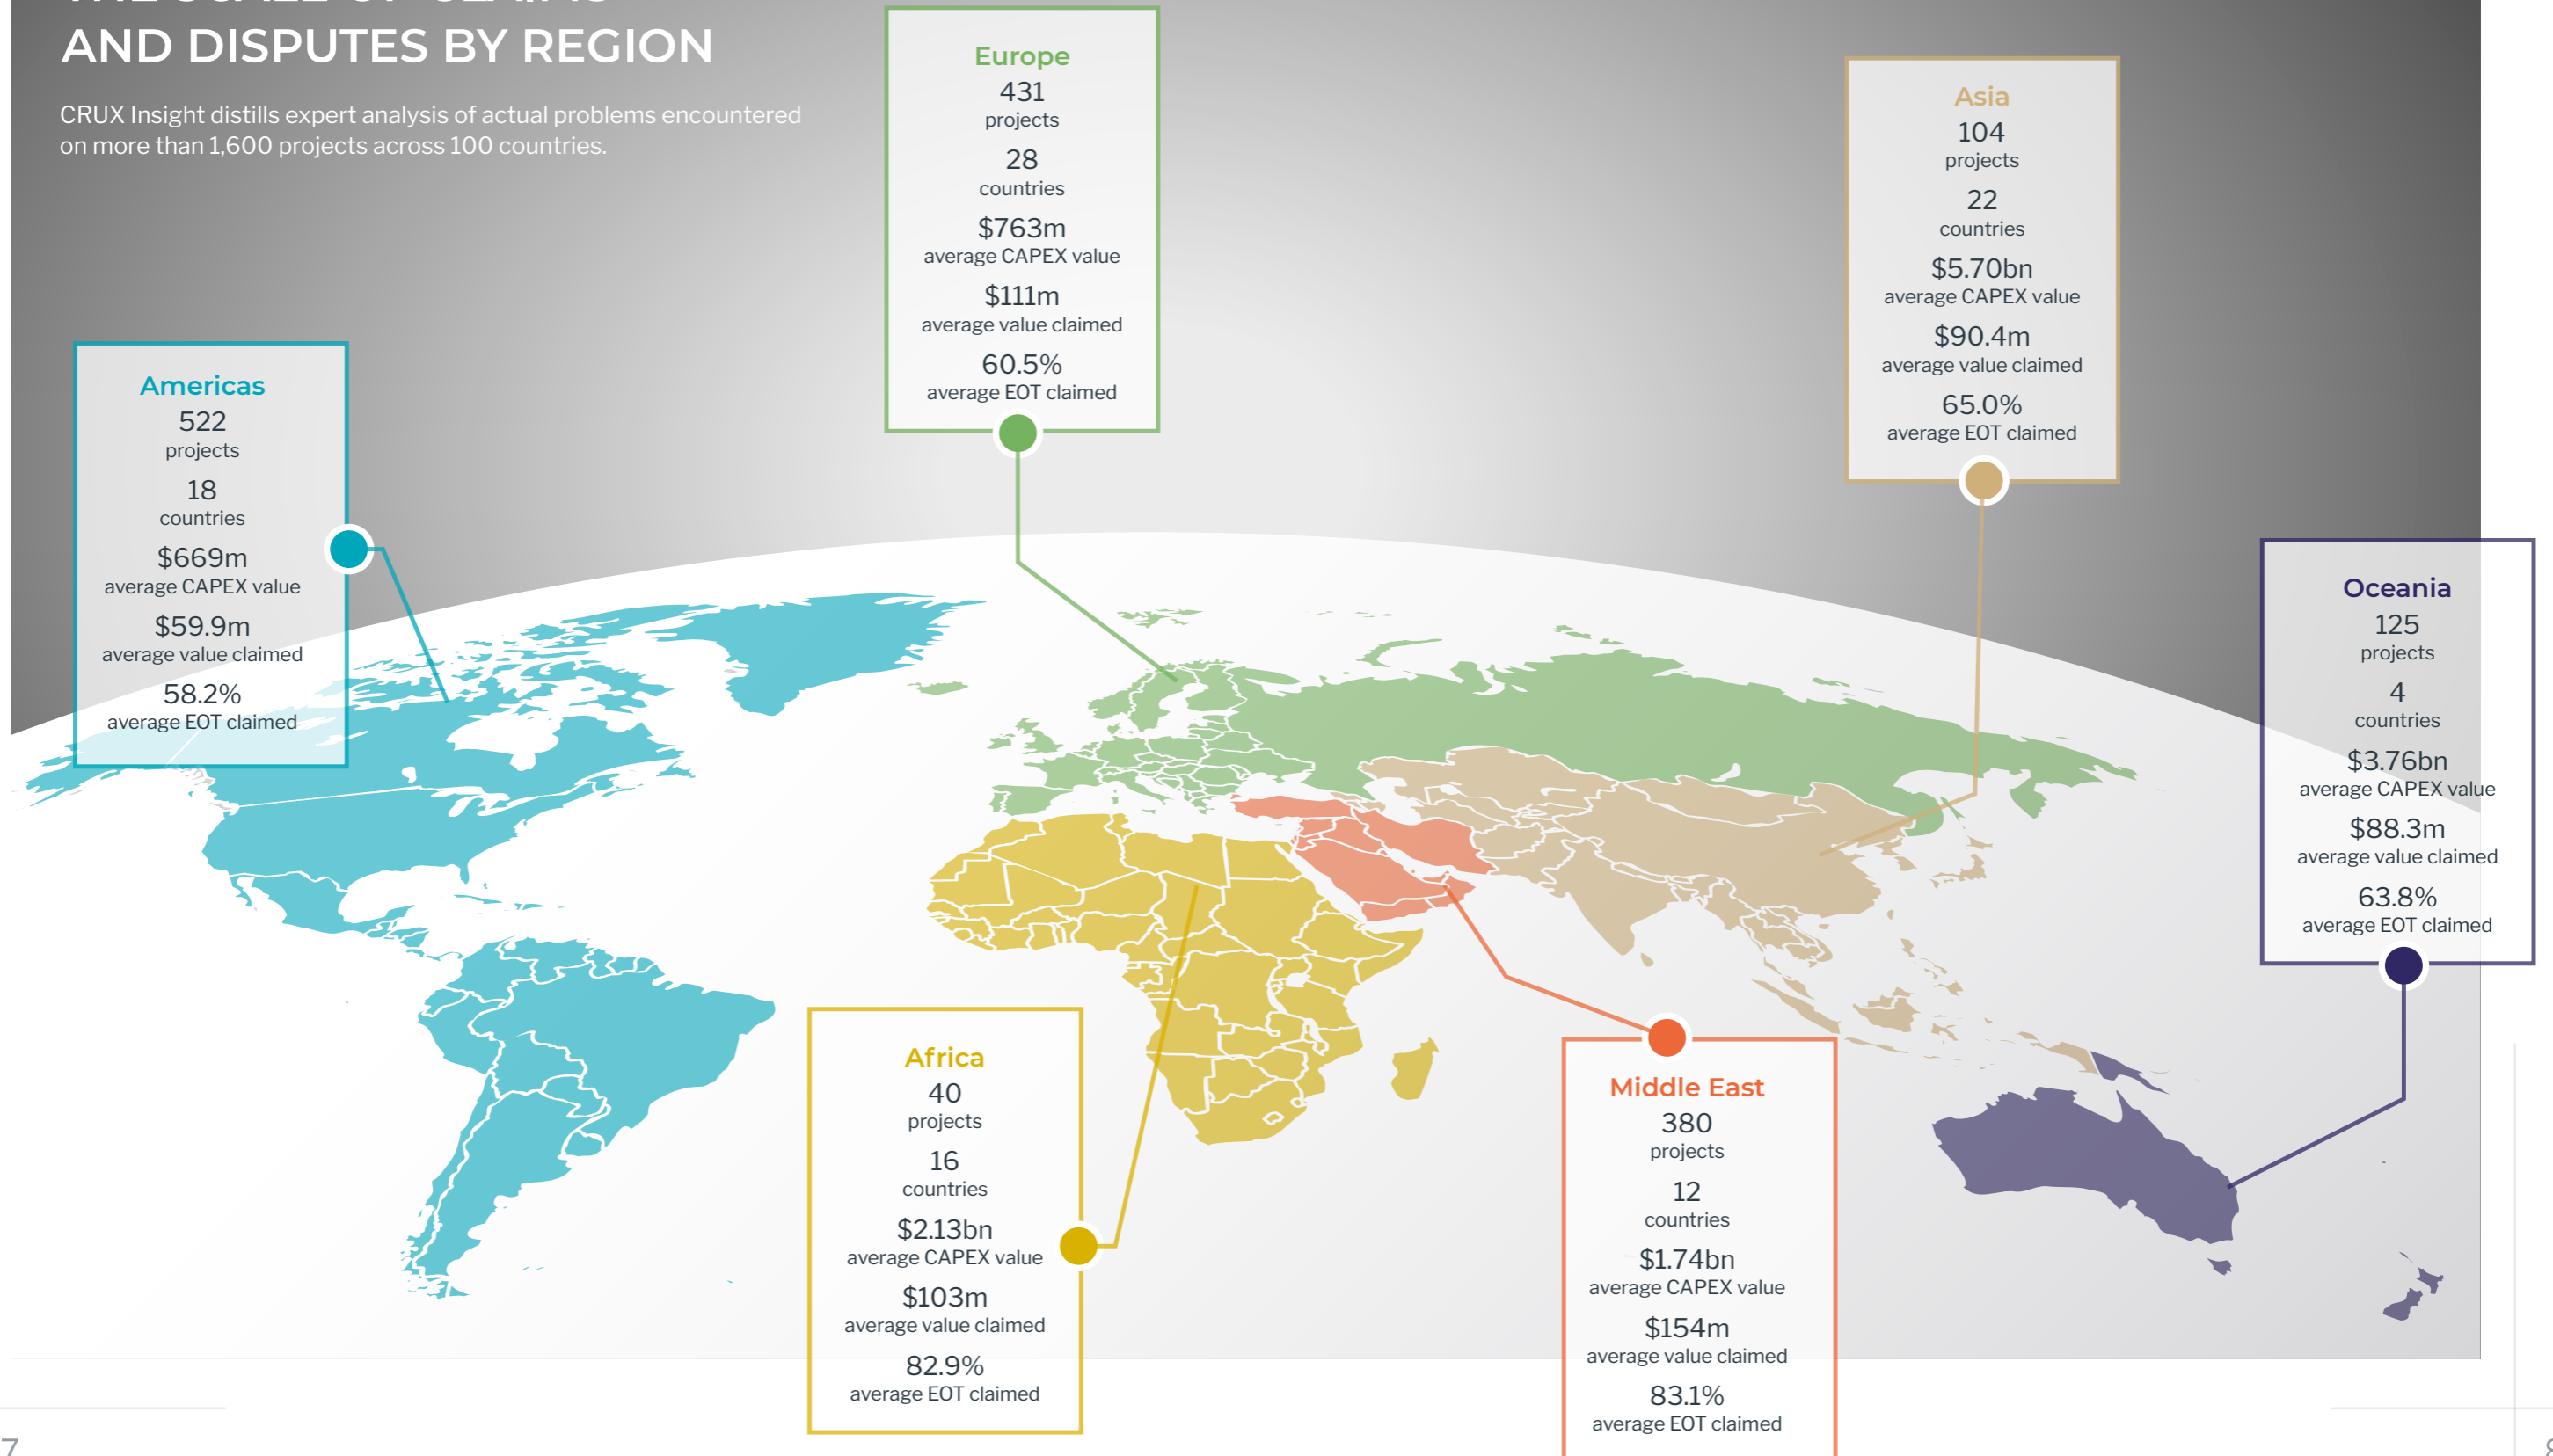 THE SCALE OF CLAIMS
AND DISPUTES BY REGION
CRUX Insight distills expert analysis of actual problems encountered
on more than 1,600 projects across 100 countries.
Americas
522
projects
18
countries
$669m
average CAPEX value
$59.9m
average value claimed
58.2%
average EOT claimed
Europe
431
projects
28
countries
$763m
average CAPEX value
$111m
average value claimed
60.5%
average EOT claimed
Asia
104
projects
22
countries
$5.70bn
average CAPEX value
$90.4m
average value claimed
65.0%
average EOT claimed
Oceania
125
projects
4
countries
$3.76bn
average CAPEX value
$88.3m
average value claimed
63.8%
average EOT claimed
Africa
40
projects
16
countries
$2.13bn
average CAPEX value
$103m
average value claimed
82.9%
average EOT claimed
Middle East
380
projects
12
countries
$1.74bn
average CAPEX value
$154m
average value claimed
83.1%
average EOT claimed
7